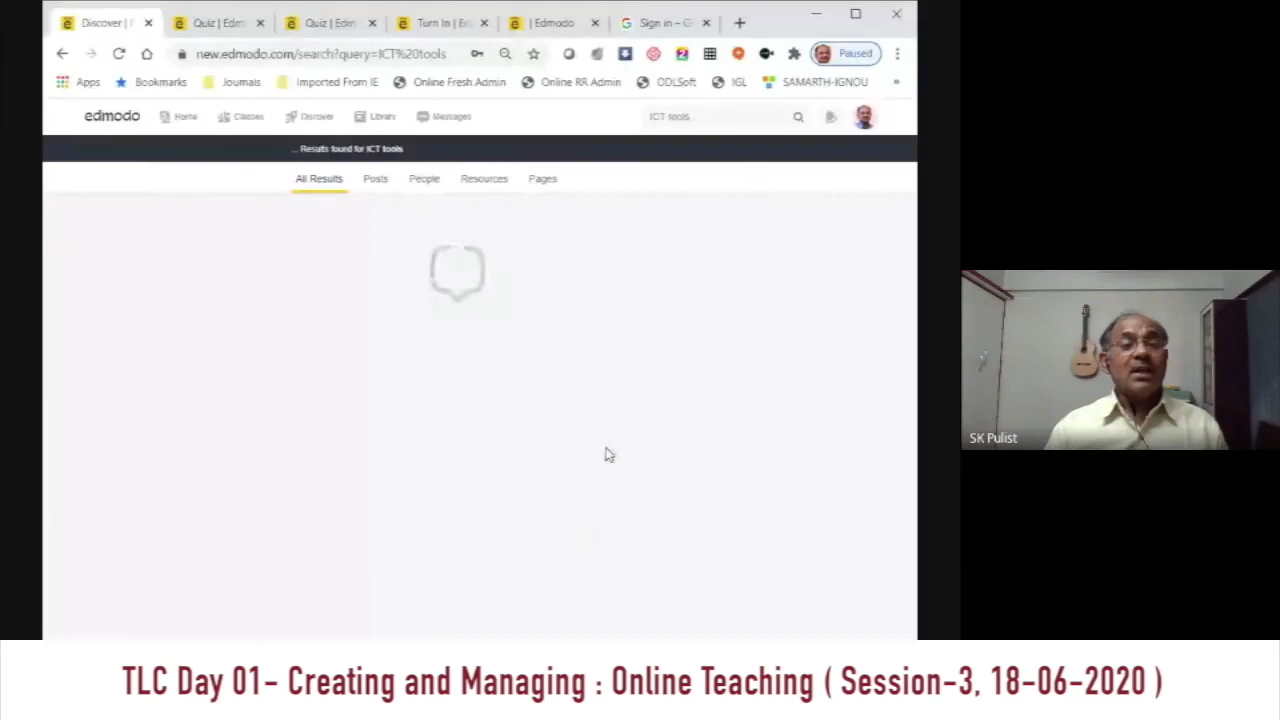 Discover |
Quiz | Edm
Quiz | Edm
Turn In | Ed
| Edmodo
Sign in – G
new.edmodo.com/search?query=ICT%20tools
Paused
Apps
Bookmarks
Journals
Imported From IE
Online Fresh Admin
Online RR Admin
ODLSoft
IGL
SAMARTH-IGNOU
»
edmodo
Home
Classes
Discover
Library
Messages
ICT tools
... Results found for ICT tools
All Results
Posts
People
Resources
Pages
SK Pulist
TLC Day 01- Creating and Managing : Online Teaching ( Session-3, 18-06-2020 )